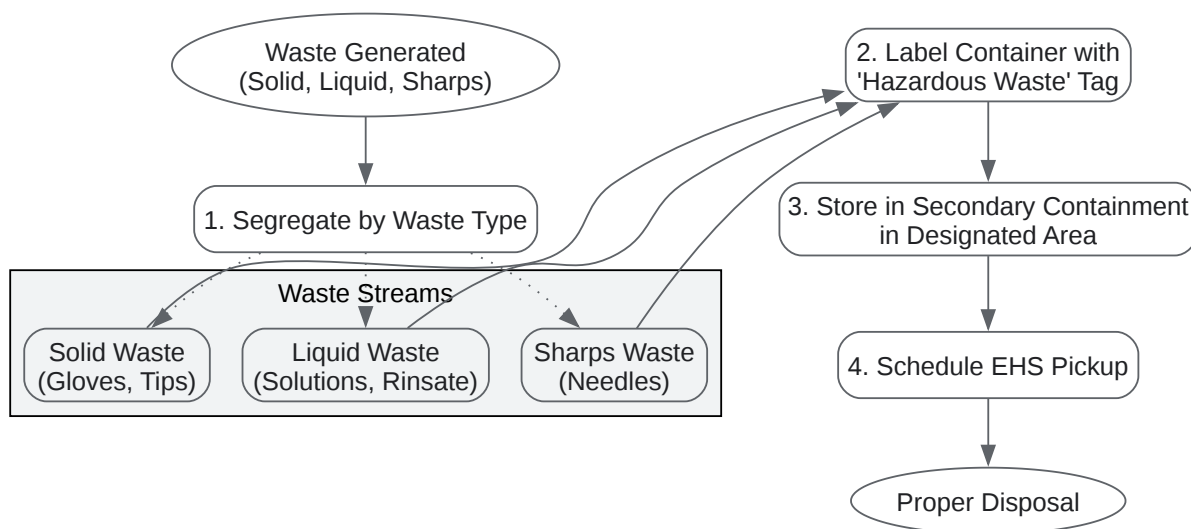 Waste Generated
(Solid, Liquid, Sharps)
1. Segregate by Waste Type
Waste Streams
Solid Waste
(Gloves, Tips)
Liquid Waste
(Solutions, Rinsate)
Sharps Waste
(Needles)
2. Label Container with
'Hazardous Waste' Tag
3. Store in Secondary Containment
in Designated Area
4. Schedule EHS Pickup
Proper Disposal